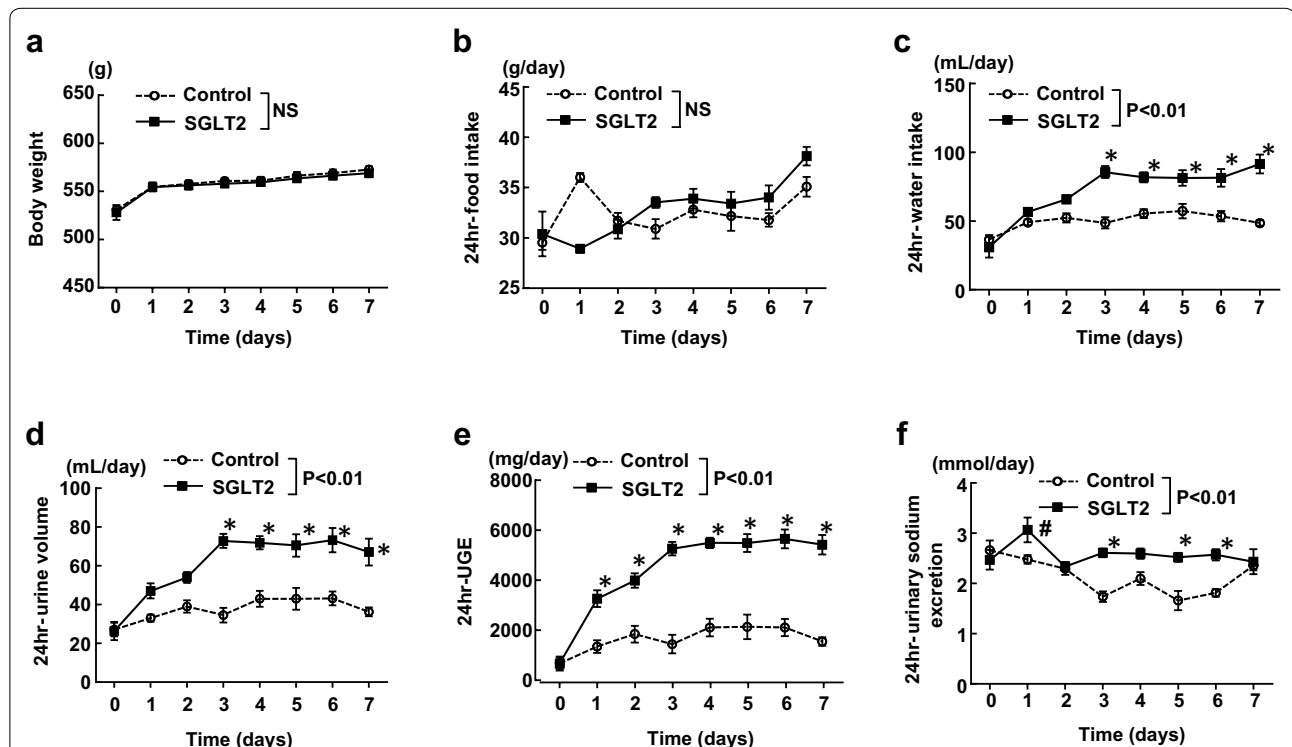 a
(g)
Body weight
650
600
550
500
450
Control
SGLT2
NS
0 1 2 3 4 5 6 7
Time (days)
b
(g/day)
24hr-food intake
45
40
35
30
25
Control
SGLT2
NS
0 1 2 3 4 5 6 7
Time (days)
c
(mL/day)
24hr-water intake
150
100
50
0
Control
SGLT2
P<0.01
* * * * *
0 1 2 3 4 5 6 7
Time (days)
d
(mL/day)
24hr-urine volume
100
80
60
40
20
0
Control
SGLT2
P<0.01
* * * * *
0 1 2 3 4 5 6 7
Time (days)
e
(mg/day)
24hr-UGE
8000
6000
4000
2000
0
Control
SGLT2
P<0.01
* * * * * * *
0 1 2 3 4 5 6 7
Time (days)
f
(mmol/day)
24hr-urinary sodium
excretion
4
3
2
1
0
Control
SGLT2
P<0.01
# * * *
0 1 2 3 4 5 6 7
Time (days)